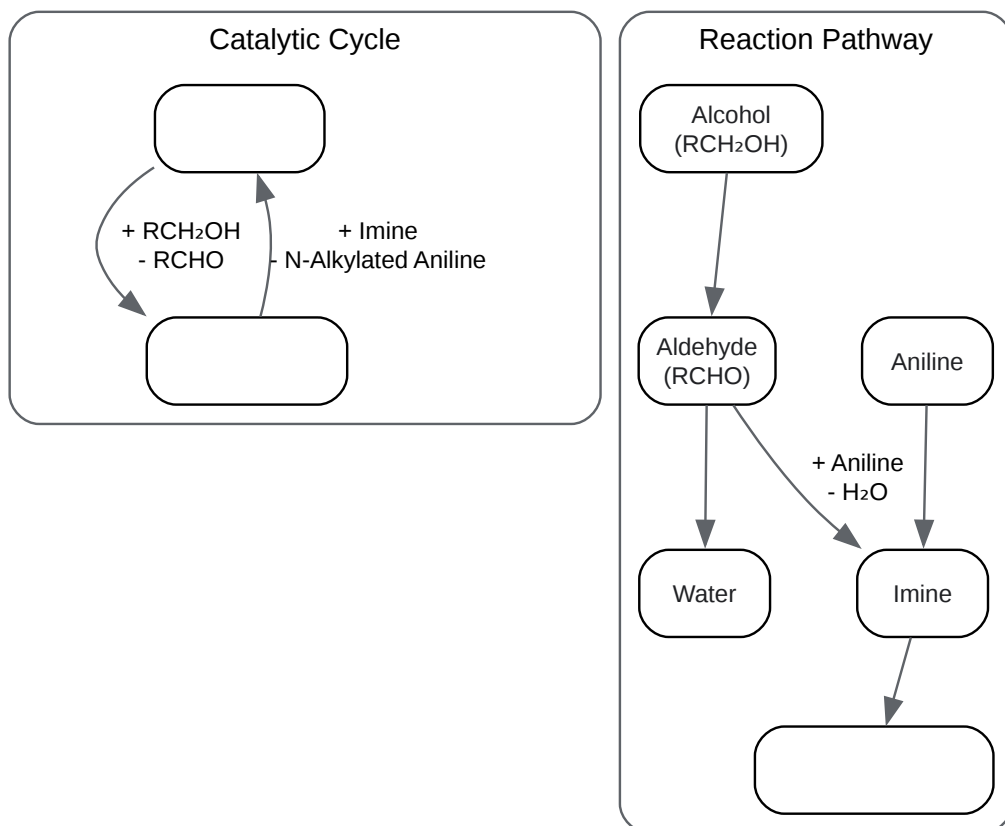 Catalytic Cycle
+ RCH₂OH
- RCHO
+ Imine
- N-Alkylated Aniline
Reaction Pathway
Alcohol
(RCH₂OH)
Aldehyde
(RCHO)
Aniline
+ Aniline
- H₂O
Water
Imine